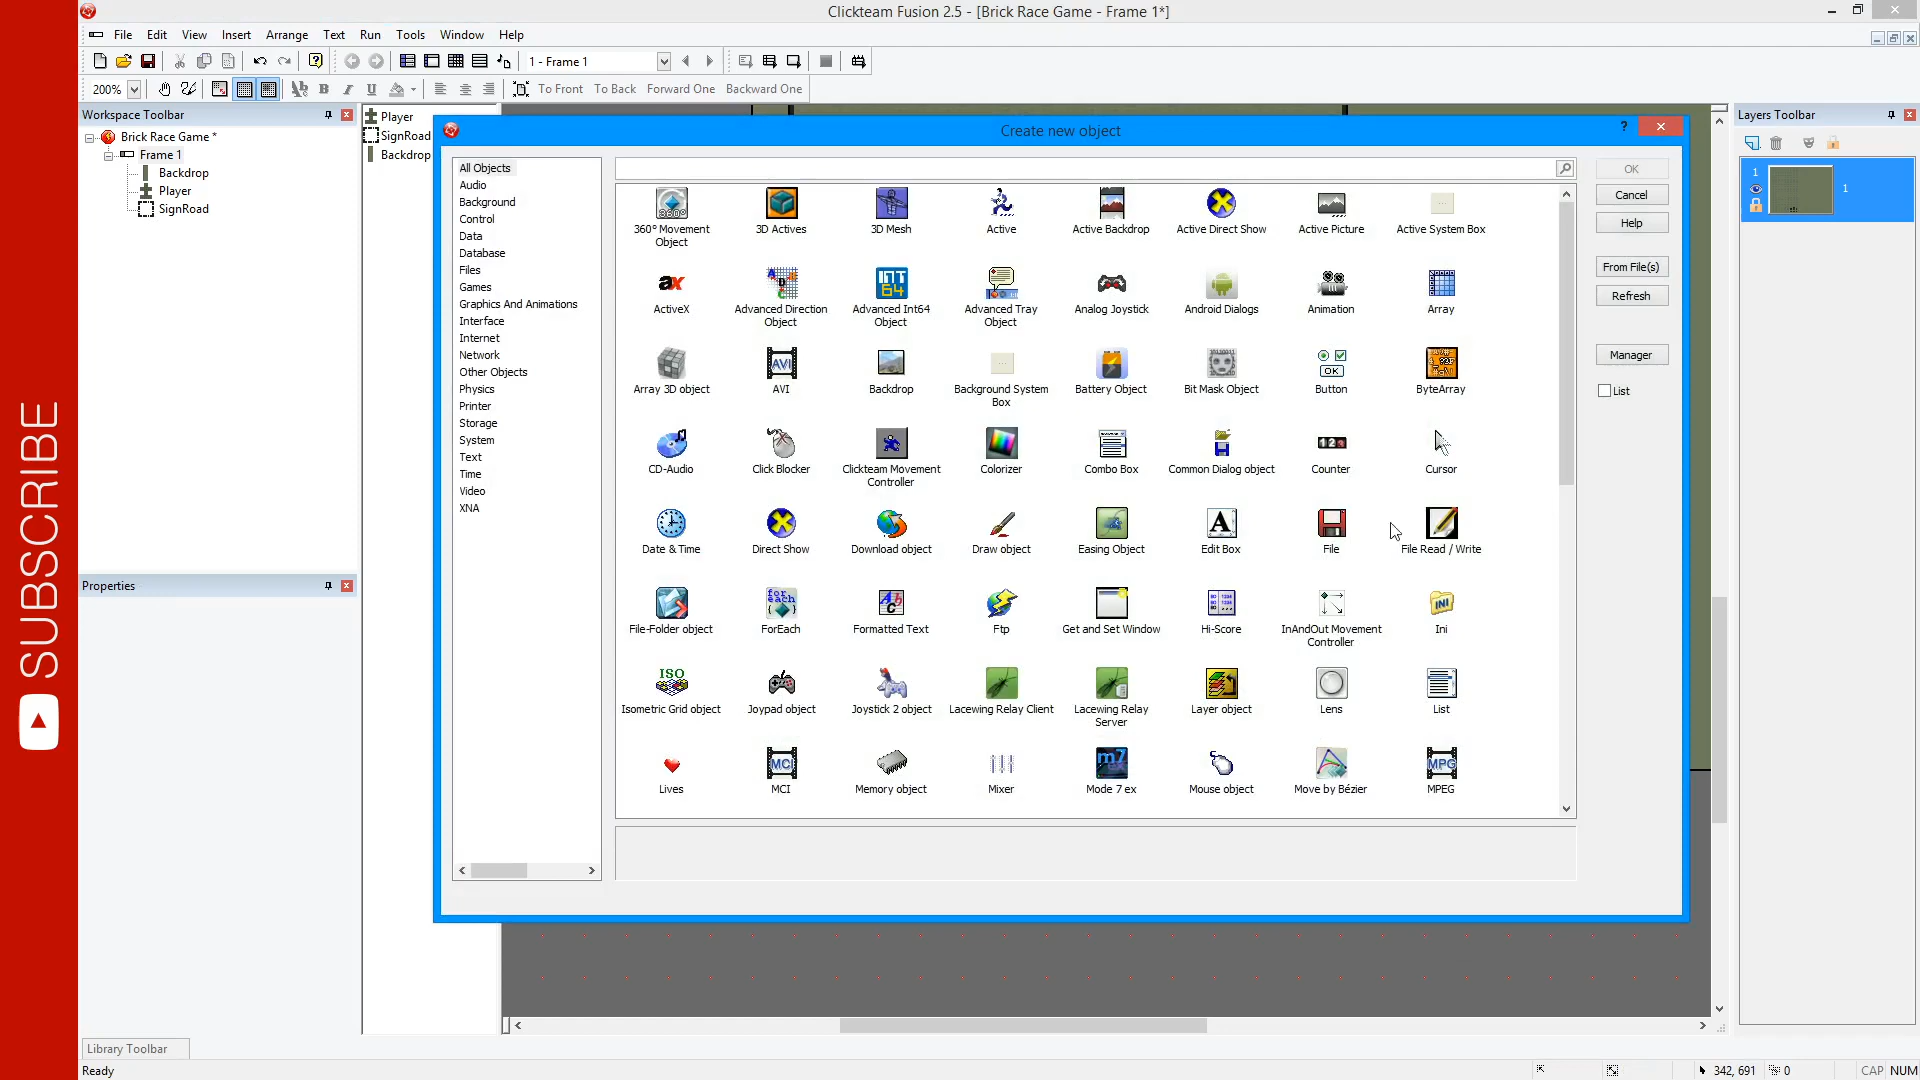 SUBSCRIBE
Clickteam Fusion 2.5 - [Brick Race Game - Frame 1*]
File Edit View Insert Arrange Text Run Tools Window Help
1 - Frame 1
200% B I U To Front To Back Forward One Backward One
Workspace Toolbar
Brick Race Game *
Frame 1
Backdrop
Player
SignRoad
Properties
Player
SignRoad
Backdrop
Create new object
?
All Objects
Audio
Background
Control
Data
Database
Files
Games
Graphics And Animations
Interface
Internet
Network
Other Objects
Physics
Printer
Storage
System
Text
Time
Video
XNA
360° Movement Object
3D Actives
3D Mesh
Active
Active Backdrop
Active Direct Show
Active Picture
Active System Box
ActiveX
Advanced Direction Object
Advanced Int64 Object
Advanced Tray Object
Analog Joystick
Android Dialogs
Animation
Array
Array 3D object
AVI
Backdrop
Background System Box
Battery Object
Bit Mask Object
Button
ByteArray
CD-Audio
Click Blocker
Clickteam Movement Controller
Colorizer
Combo Box
Common Dialog object
Counter
Cursor
Date & Time
Direct Show
Download object
Draw object
Easing Object
Edit Box
File
File Read / Write
File-Folder object
ForEach
Formatted Text
Ftp
Get and Set Window
Hi-Score
InAndOut Movement Controller
Ini
Isometric Grid object
Joypad object
Joystick 2 object
Lacewing Relay Client
Lacewing Relay Server
Layer object
Lens
List
Lives
MCI
Memory object
Mixer
Mode 7 ex
Mouse object
Move by Bézier
MPEG
OK
Cancel
Help
From File(s)
Refresh
Manager
List
Layers Toolbar
1
1
Library Toolbar
Ready
342, 691
0
CAP NUM